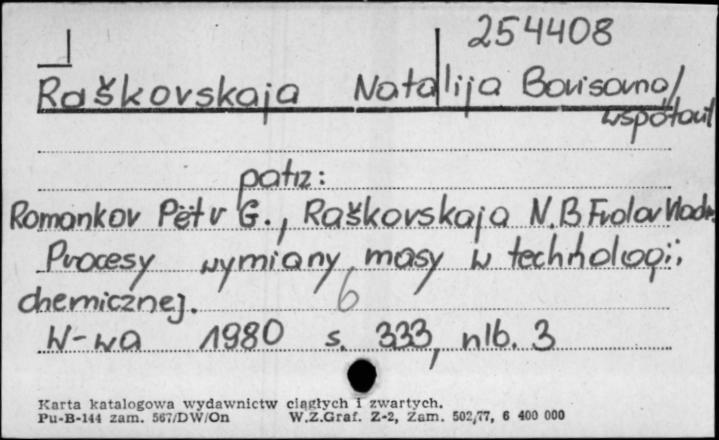 254408
Raškovskaja Natalija Borisovna/
współaut
patrz:
Romankov Pëtr G., Raškovskaja N.B Frolov Vlad.
Procesy wymiany masy w technologii
chemicznej.
6
W-wa 1980 s. 333, nlb. 3
Karta katalogowa wydawnictw ciągłych i zwartych.
Pu-B-144 zam. 567/DW/On W.Z.Graf. Z-2, Zam. 502/77, 6 400 000